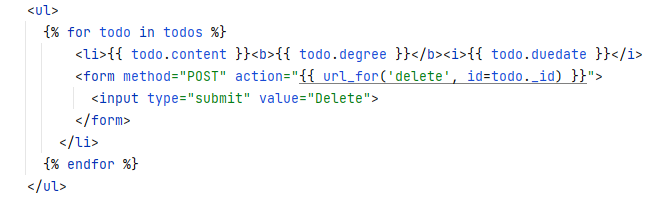 <ul>
{% for todo in todos %}
<li>{{ todo.content }}<b>{{ todo.degree }}</b><i>{{ todo.duedate }}</i>
<form method="POST" action="{{ url_for('delete', id=todo._id) }}">
<input type="submit" value="Delete">
</form>
</li>
{% endfor %}
</ul>